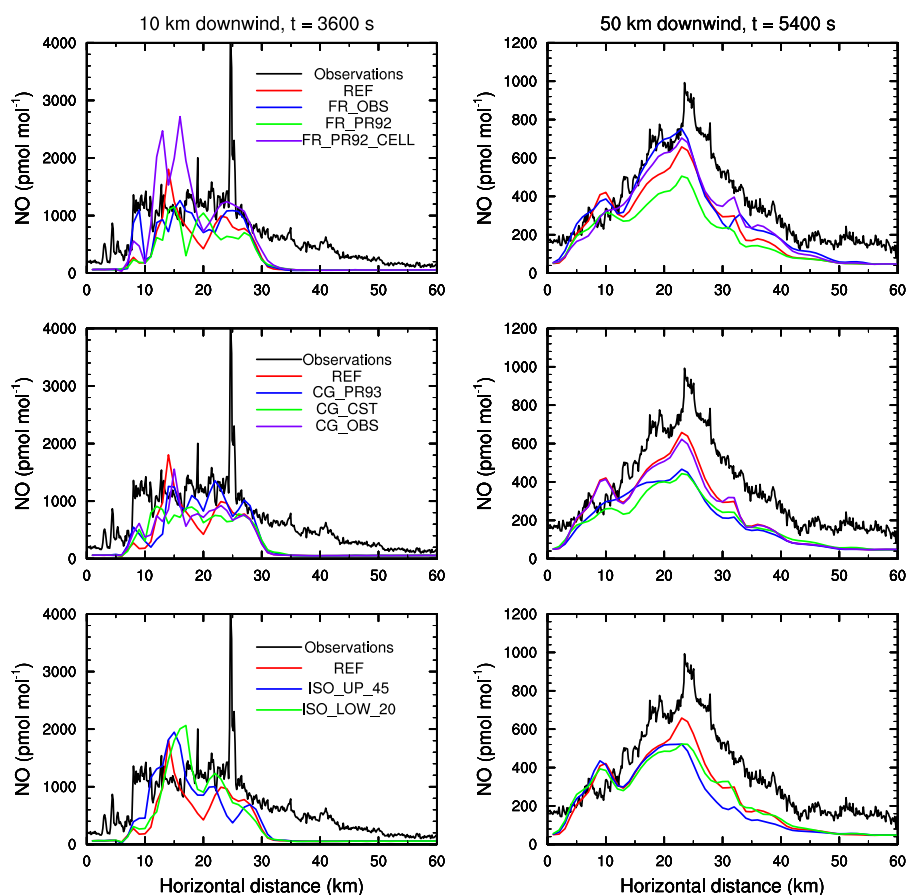 10 km downwind, t = 3600 s
50 km downwind, t = 5400 s
NO (pmol mol⁻¹)
4000
3000
2000
1000
0
0 10 20 30 40 50 60
Observations
REF
FR_OBS
FR_PR92
FR_PR92_CELL
NO (pmol mol⁻¹)
1200
1000
800
600
400
200
0
0 10 20 30 40 50 60
NO (pmol mol⁻¹)
4000
3000
2000
1000
0
0 10 20 30 40 50 60
Observations
REF
CG_PR93
CG_CST
CG_OBS
NO (pmol mol⁻¹)
1200
1000
800
600
400
200
0
0 10 20 30 40 50 60
NO (pmol mol⁻¹)
4000
3000
2000
1000
0
0 10 20 30 40 50 60
Horizontal distance (km)
Observations
REF
ISO_UP_45
ISO_LOW_20
NO (pmol mol⁻¹)
1200
1000
800
600
400
200
0
0 10 20 30 40 50 60
Horizontal distance (km)